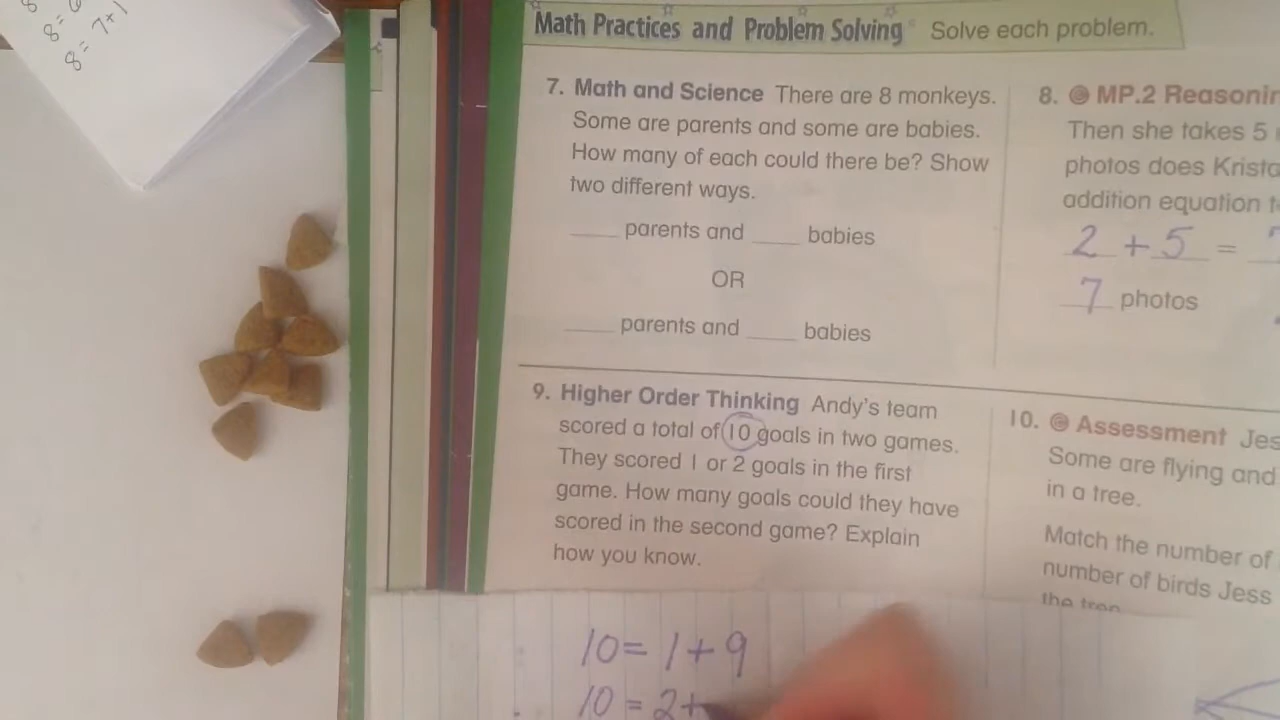 8 = 7 + 1
Math Practices and Problem Solving Solve each problem.
7. Math and Science There are 8 monkeys.
Some are parents and some are babies.
How many of each could there be? Show
two different ways.
____ parents and ____ babies
OR
____ parents and ____ babies
8. MP.2
Then she takes 5
photos does
addition equation
2 + 5 =
7 photos
9. Higher Order Thinking Andy's team
scored a total of 10 goals in two games.
They scored 1 or 2 goals in the first
game. How many goals could they have
scored in the second game? Explain
how you know.
10. Assessment
Some are flying and
in a tree.
Match the number of
number of birds Jess
the tree
10 = 1 + 9
10 = 2 +